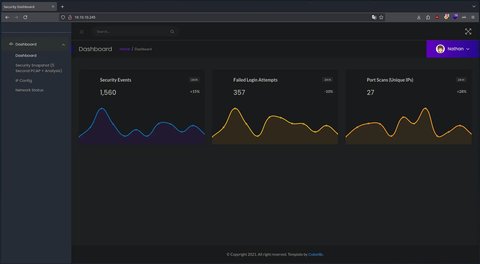 Security Dashboard
10.10.10.245
Dashboard
Dashboard
Security Snapshot (5
Second PCAP + Analysis)
IP Config
Network Status
Search...
Dashboard
Home / Dashboard
Nathan
Security Events
1,560
+15%
Failed Login Attempts
357
-10%
Port Scans (Unique IPs)
27
+28%
© Copyright 2021. All right reserved. Template by Colorlib.